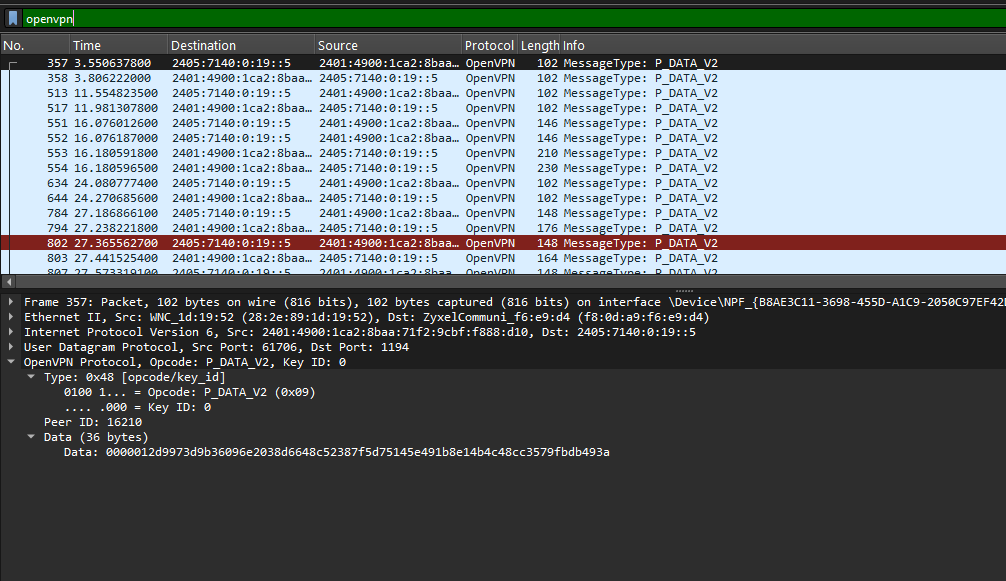 openvpn
No. Time Destination Source Protocol Length Info
357 3.550637800 2405:7140:0:19::5 2401:4900:1ca2:8baa… OpenVPN 102 MessageType: P_DATA_V2
358 3.806222000 2405:7140:0:19::5 2401:4900:1ca2:8baa… OpenVPN 102 MessageType: P_DATA_V2
513 11.554823500 2405:7140:0:19::5 2401:4900:1ca2:8baa… OpenVPN 102 MessageType: P_DATA_V2
517 11.981307800 2401:4900:1ca2:8baa… 2405:7140:0:19::5 OpenVPN 102 MessageType: P_DATA_V2
551 16.076012600 2405:7140:0:19::5 2401:4900:1ca2:8baa… OpenVPN 146 MessageType: P_DATA_V2
552 16.076187000 2405:7140:0:19::5 2401:4900:1ca2:8baa… OpenVPN 146 MessageType: P_DATA_V2
553 16.180591800 2401:4900:1ca2:8baa… 2405:7140:0:19::5 OpenVPN 210 MessageType: P_DATA_V2
554 16.180596500 2401:4900:1ca2:8baa… 2405:7140:0:19::5 OpenVPN 230 MessageType: P_DATA_V2
634 24.080777400 2405:7140:0:19::5 2401:4900:1ca2:8baa… OpenVPN 102 MessageType: P_DATA_V2
644 24.270685600 2401:4900:1ca2:8baa… 2405:7140:0:19::5 OpenVPN 102 MessageType: P_DATA_V2
784 27.186866100 2405:7140:0:19::5 2401:4900:1ca2:8baa… OpenVPN 148 MessageType: P_DATA_V2
794 27.238221800 2401:4900:1ca2:8baa… 2405:7140:0:19::5 OpenVPN 176 MessageType: P_DATA_V2
802 27.365562700 2405:7140:0:19::5 2401:4900:1ca2:8baa… OpenVPN 148 MessageType: P_DATA_V2
803 27.441525400 2401:4900:1ca2:8baa… 2405:7140:0:19::5 OpenVPN 164 MessageType: P_DATA_V2
807 27.573319100 2405:7140:0:19::5 2401:4900:1ca2:8baa… OpenVPN 148 MessageType: P_DATA_V2
Frame 357: Packet, 102 bytes on wire (816 bits), 102 bytes captured (816 bits) on interface \Device\NPF_{B8AE3C11-3698-455D-A1C9-2050C97EF42
Ethernet II, Src: WNC_1d:19:52 (28:2e:89:1d:19:52), Dst: ZyxelCommuni_f6:e9:d4 (f8:0d:a9:f6:e9:d4)
Internet Protocol Version 6, Src: 2401:4900:1ca2:8baa:71f2:9cbf:f888:d10, Dst: 2405:7140:0:19::5
User Datagram Protocol, Src Port: 61706, Dst Port: 1194
OpenVPN Protocol, Opcode: P_DATA_V2, Key ID: 0
Type: 0x48 [opcode/key_id]
0100 1... = Opcode: P_DATA_V2 (0x09)
.... .000 = Key ID: 0
Peer ID: 16210
Data (36 bytes)
Data: 0000012d9973d9b36096e2038d6648c52387f5d75145e491b8e14b4c48cc3579fbdb493a